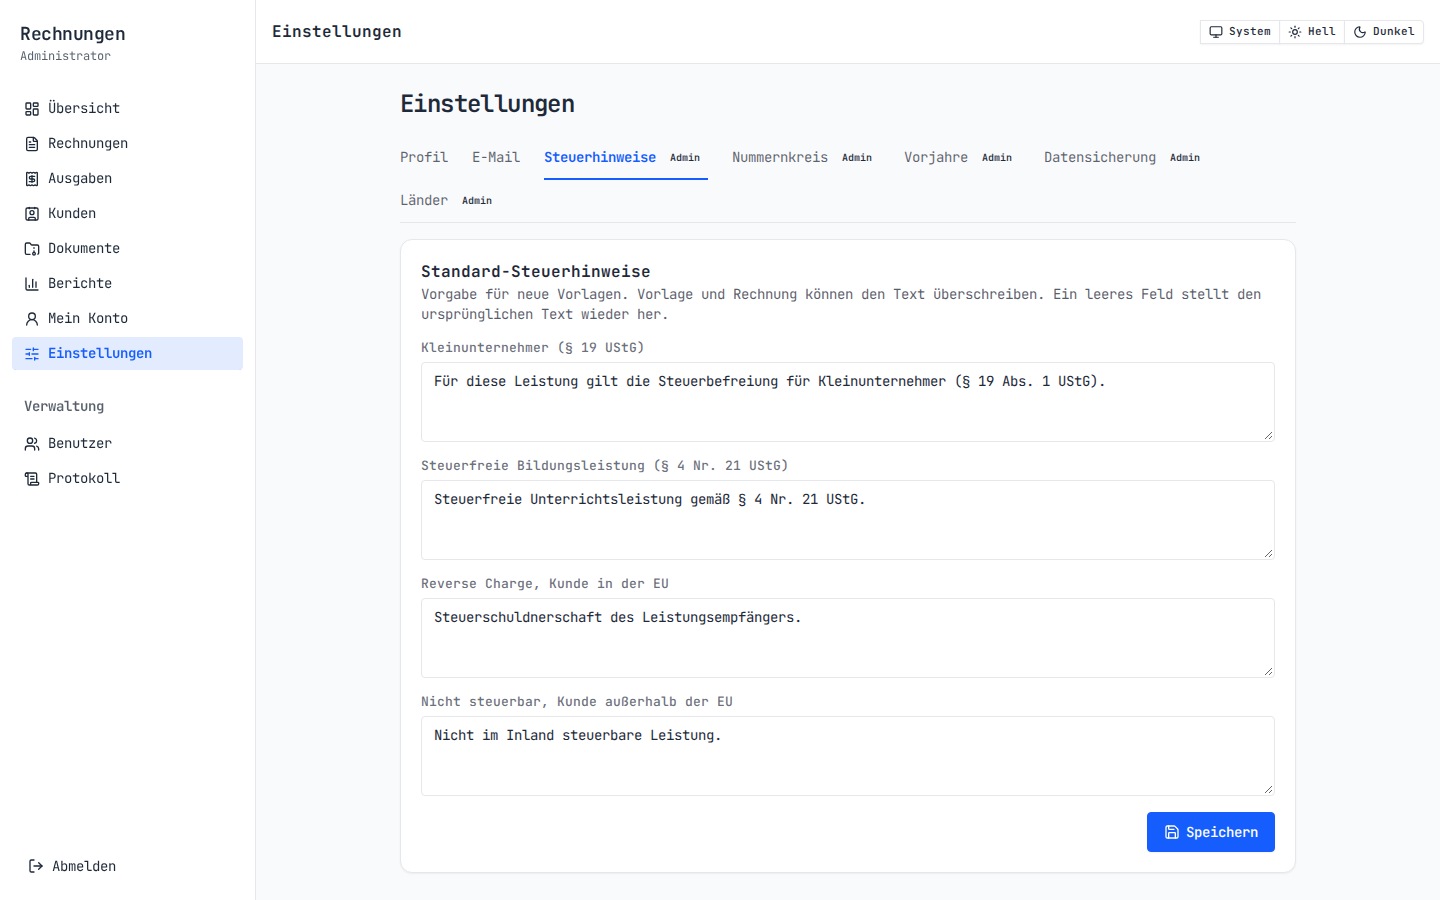 Rechnungen
Administrator
Übersicht
Rechnungen
Ausgaben
Kunden
Dokumente
Berichte
Mein Konto
Einstellungen
Verwaltung
Benutzer
Protokoll
Abmelden
Einstellungen
System Hell Dunkel
Einstellungen
Profil E-Mail Steuerhinweise Admin Nummernkreis Admin Vorjahre Admin Datensicherung Admin
Länder Admin
Standard-Steuerhinweise
Vorgabe für neue Vorlagen. Vorlage und Rechnung können den Text überschreiben. Ein leeres Feld stellt den
ursprünglichen Text wieder her.
Kleinunternehmer (§ 19 UStG)
Für diese Leistung gilt die Steuerbefreiung für Kleinunternehmer (§ 19 Abs. 1 UStG).
Steuerfreie Bildungsleistung (§ 4 Nr. 21 UStG)
Steuerfreie Unterrichtsleistung gemäß § 4 Nr. 21 UStG.
Reverse Charge, Kunde in der EU
Steuerschuldnerschaft des Leistungsempfängers.
Nicht steuerbar, Kunde außerhalb der EU
Nicht im Inland steuerbare Leistung.
Speichern